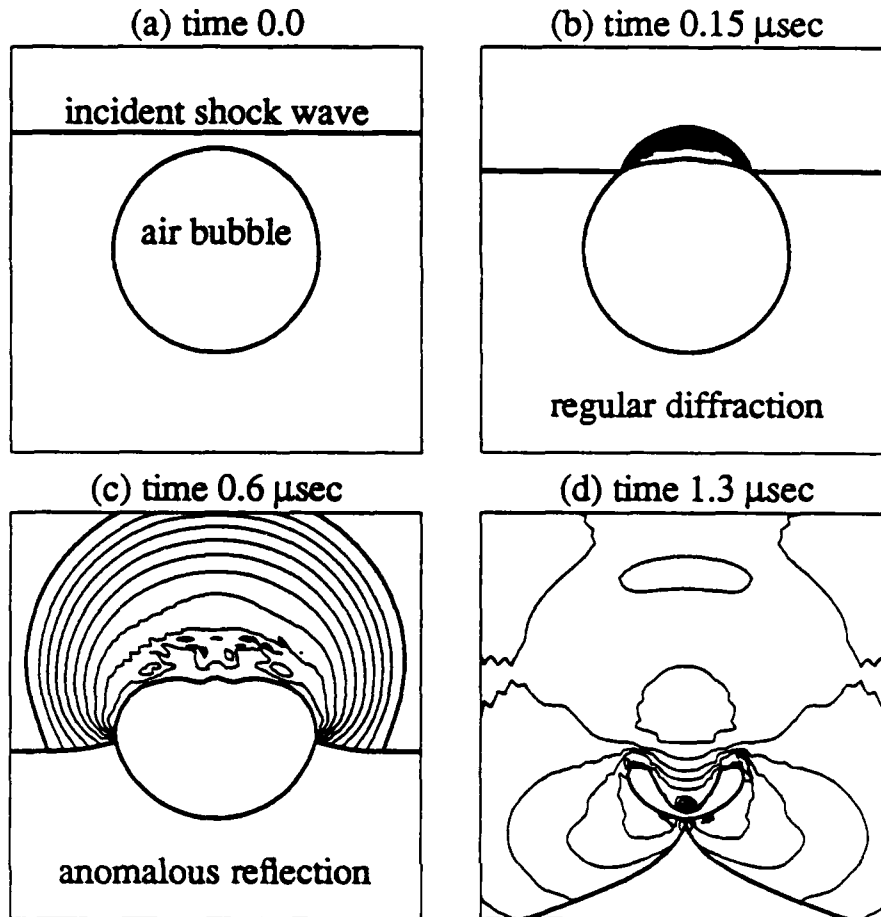 (a) time 0.0
incident shock wave
air bubble
(b) time 0.15 μsec
regular diffraction
(c) time 0.6 μsec
anomalous reflection
(d) time 1.3 μsec